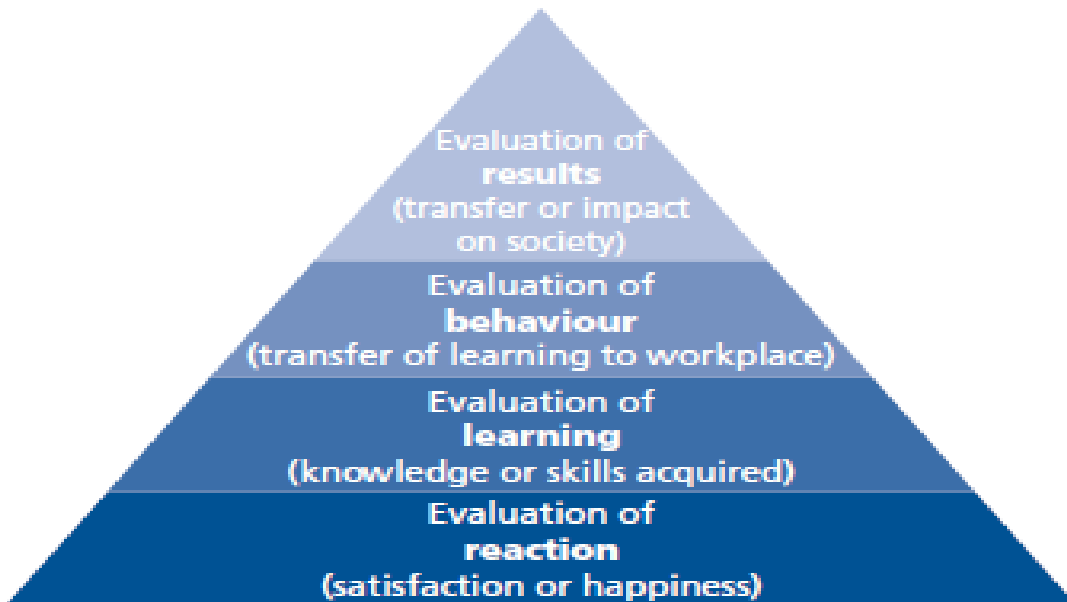 Evaluation of
results
(transfer or impact
on society)
Evaluation of
behaviour
(transfer of learning to workplace)
Evaluation of
learning
(knowledge or skills acquired)
Evaluation of
reaction
(satisfaction or happiness)